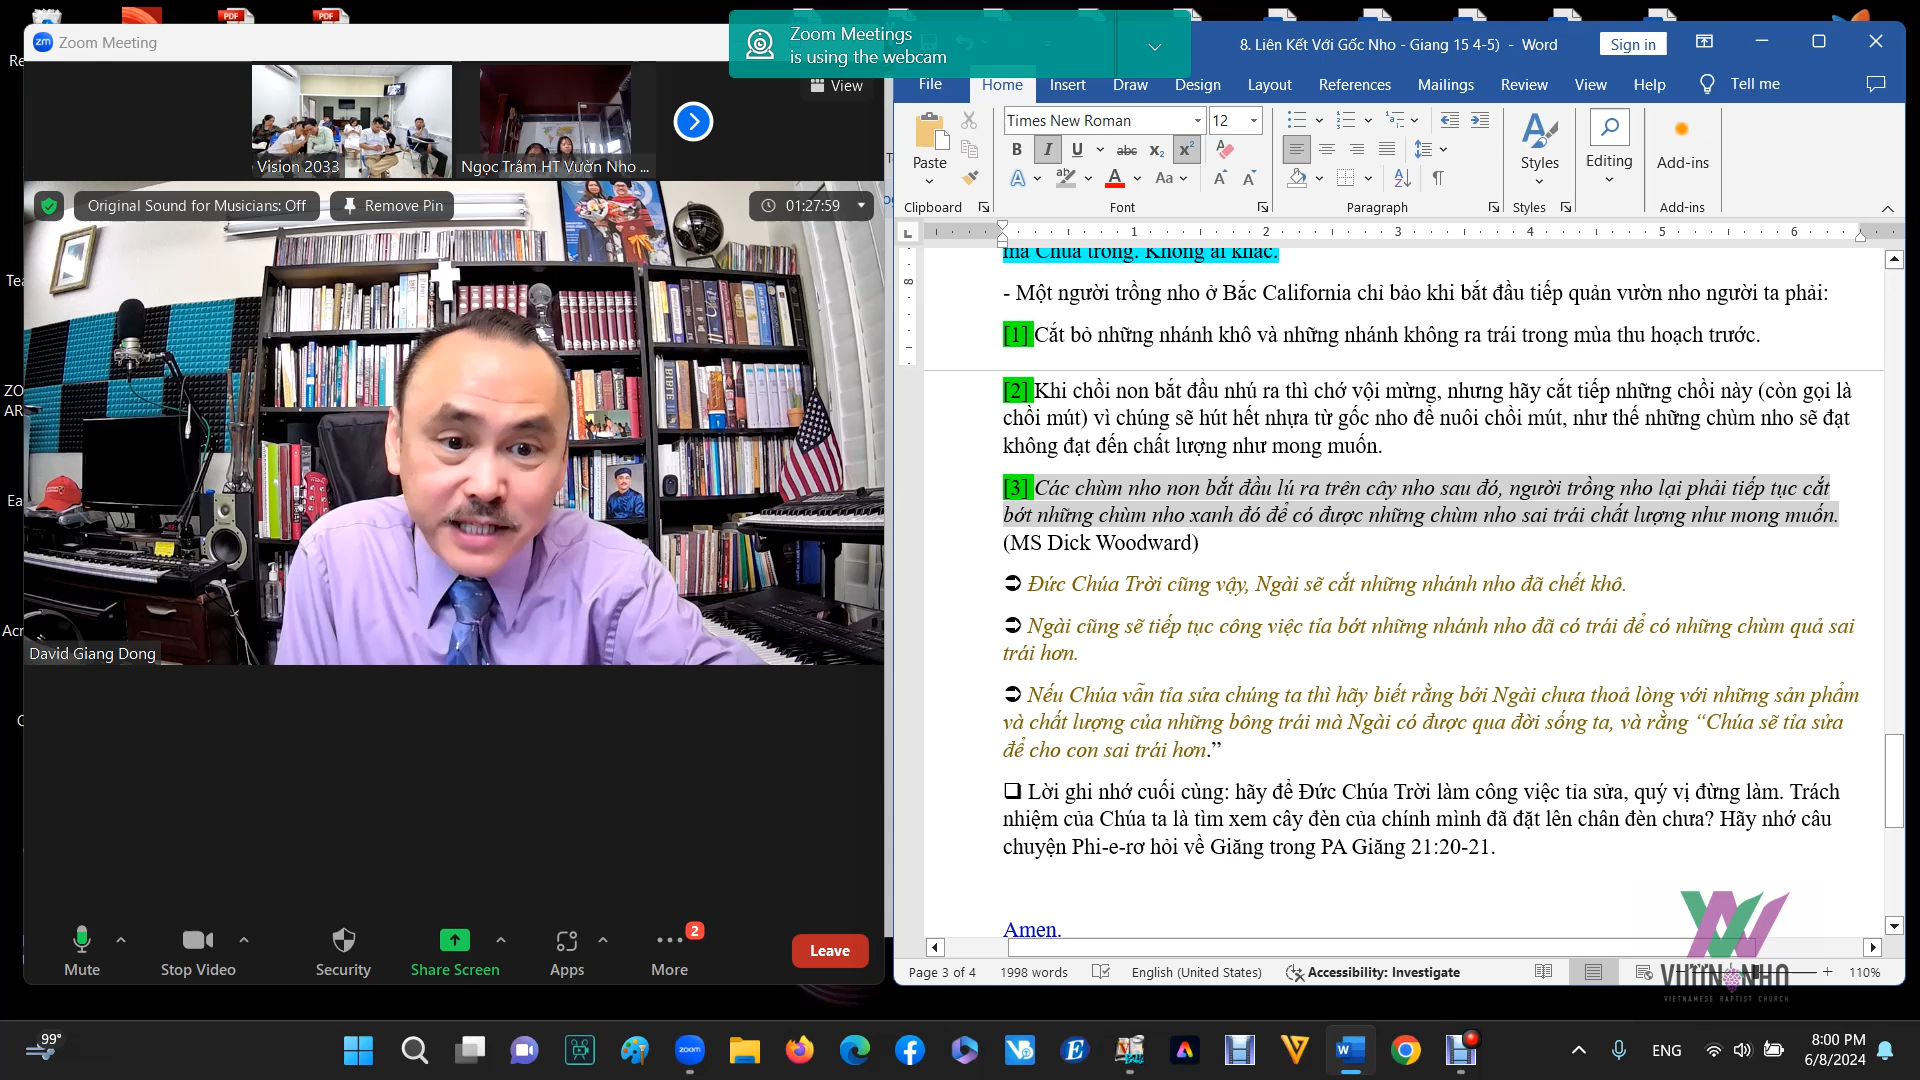 PDF
PDF
Zoom Meeting
Zoom Meetings
is using the webcam
View
Vision 2033
Ngọc Trâm HT Vườn Nho ...
Original Sound for Musicians: Off
Remove Pin
01:27:59
David Giang Dong
Mute
Stop Video
Security
Share Screen
Apps
2
More
Leave
8. Liên Kết Với Gốc Nho - Giang 15 4-5) - Word
Sign in
File
Home
Insert
Draw
Design
Layout
References
Mailings
Review
View
Help
Tell me
Times New Roman
12
Paste
Styles
Editing
Add-ins
Clipboard
Font
Paragraph
Styles
Add-ins
1 2 3 4 5 6
mà Chúa trồng. Không ai khác.
- Một người trồng nho ở Bắc California chỉ bảo khi bắt đầu tiếp quản vườn nho người ta phải:
[1] Cắt bỏ những nhánh khô và những nhánh không ra trái trong mùa thu hoạch trước.
[2] Khi chồi non bắt đầu nhú ra thì chớ vội mừng, nhưng hãy cắt tiếp những chồi này (còn gọi là
chồi mút) vì chúng sẽ hút hết nhựa từ gốc nho để nuôi chồi mút, như thế những chùm nho sẽ đạt
không đạt đến chất lượng như mong muốn.
[3] Các chùm nho non bắt đầu lú ra trên cây nho sau đó, người trồng nho lại phải tiếp tục cắt
bớt những chùm nho xanh đó để có được những chùm nho sai trái chất lượng như mong muốn.
(MS Dick Woodward)
➲ Đức Chúa Trời cũng vậy, Ngài sẽ cắt những nhánh nho đã chết khô.
➲ Ngài cũng sẽ tiếp tục công việc tỉa bớt những nhánh nho đã có trái để có những chùm quả sai
trái hơn.
➲ Nếu Chúa vẫn tỉa sửa chúng ta thì hãy biết rằng bởi Ngài chưa thoả lòng với những sản phẩm
và chất lượng của những bông trái mà Ngài có được qua đời sống ta, và rằng “Chúa sẽ tỉa sửa
để cho con sai trái hơn.”
❑ Lời ghi nhớ cuối cùng: hãy để Đức Chúa Trời làm công việc tỉa sửa, quý vị đừng làm. Trách
nhiệm của Chúa ta là tìm xem cây đèn của chính mình đã đặt lên chân đèn chưa? Hãy nhớ câu
chuyện Phi-e-rơ hỏi về Giăng trong PA Giăng 21:20-21.
Amen.
Page 3 of 4
1998 words
English (United States)
Accessibility: Investigate
110%
VƯỜN NHO
VIETNAMESE BAPTIST CHURCH
99°
zoom
ENG
8:00 PM
6/8/2024